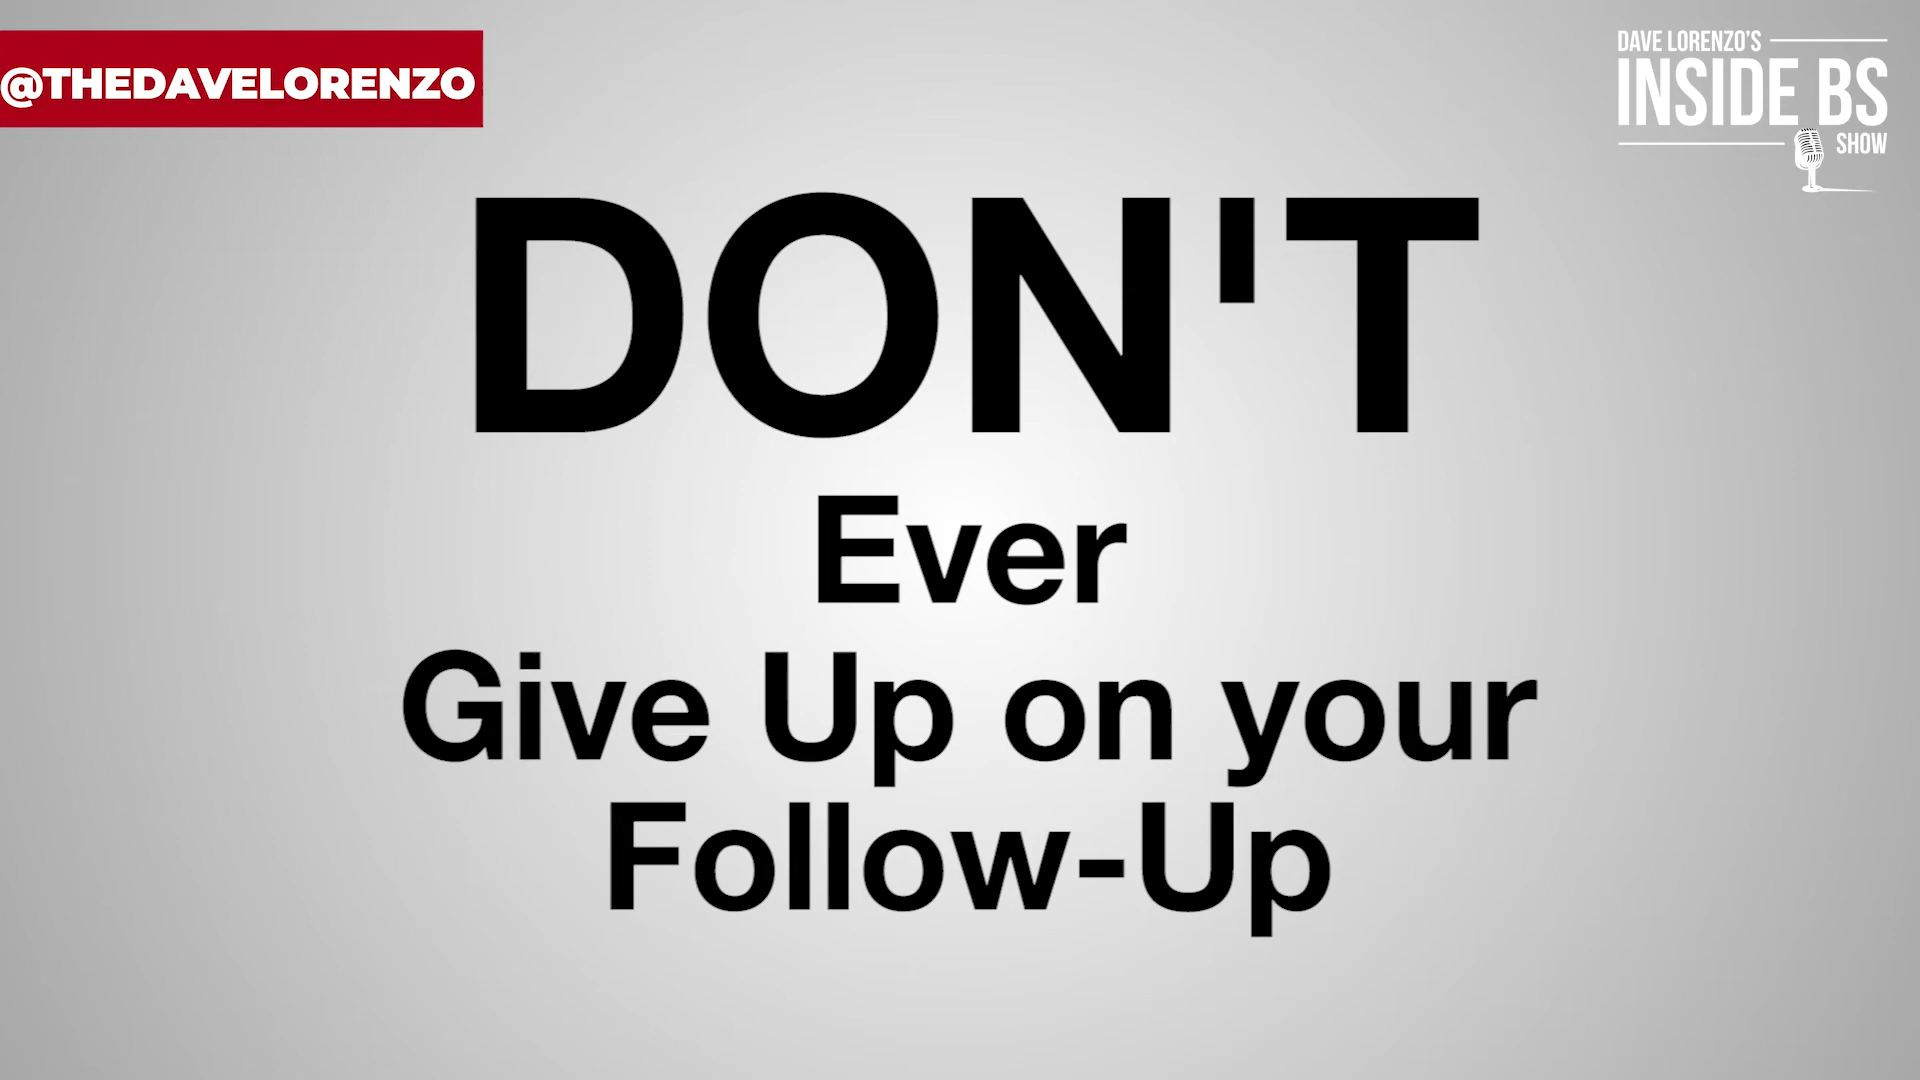 @THEDAVELORENZO
DAVE LORENZO'S
INSIDE BS
SHOW
DON'T
Ever
Give Up on your
Follow-Up